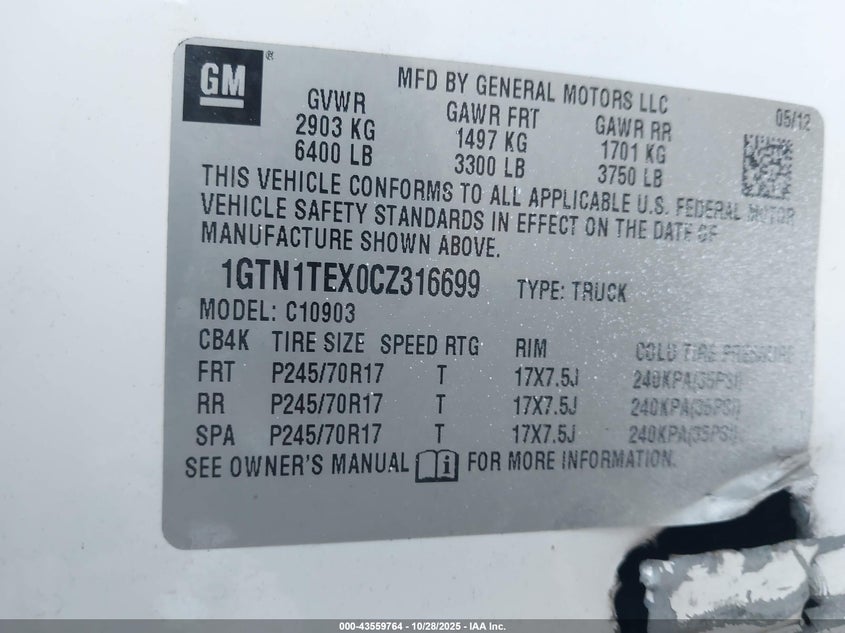 GM ®
MFD BY GENERAL MOTORS LLC
05/12
GVWR GAWR FRT GAWR RR
2903 KG 1497 KG 1701 KG
6400 LB 3300 LB 3750 LB
THIS VEHICLE CONFORMS TO ALL APPLICABLE U.S. FEDERAL MOTOR
VEHICLE SAFETY STANDARDS IN EFFECT ON THE DATE OF
MANUFACTURE SHOWN ABOVE.
1GTN1TEX0CZ316699 TYPE: TRUCK
MODEL: C10903
CB4K TIRE SIZE SPEED RTG RIM COLD TIRE PRESSURE
FRT P245/70R17 T 17X7.5J 240KPA(35PSI)
RR P245/70R17 T 17X7.5J 240KPA(35PSI)
SPA P245/70R17 T 17X7.5J 240KPA(35PSI)
SEE OWNER'S MANUAL i FOR MORE INFORMATION.
000-43559764 - 10/28/2025 - IAA Inc.